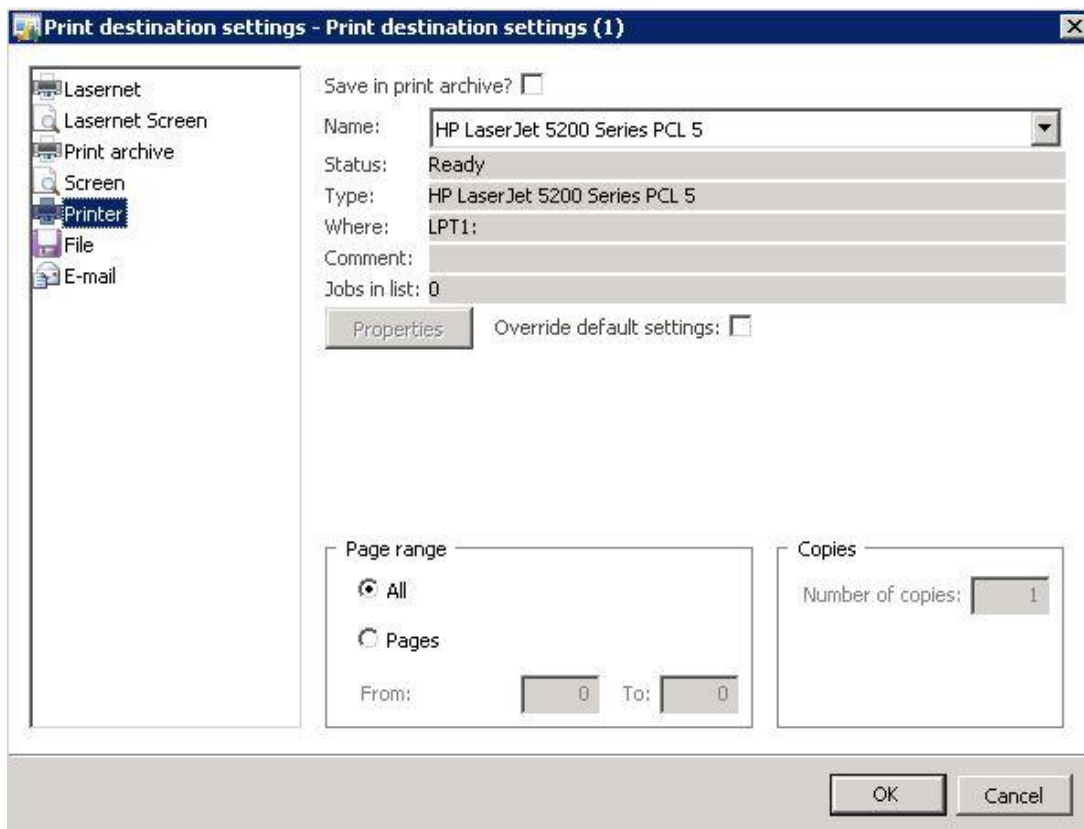 Print destination settings - Print destination settings (1)
Lasernet
Lasernet Screen
Print archive
Screen
Printer
File
E-mail
Save in print archive?
Name: HP LaserJet 5200 Series PCL 5
Status: Ready
Type: HP LaserJet 5200 Series PCL 5
Where: LPT1:
Comment:
Jobs in list: 0
Properties Override default settings:
Page range
All
Pages
From: 0 To: 0
Copies
Number of copies: 1
OK Cancel